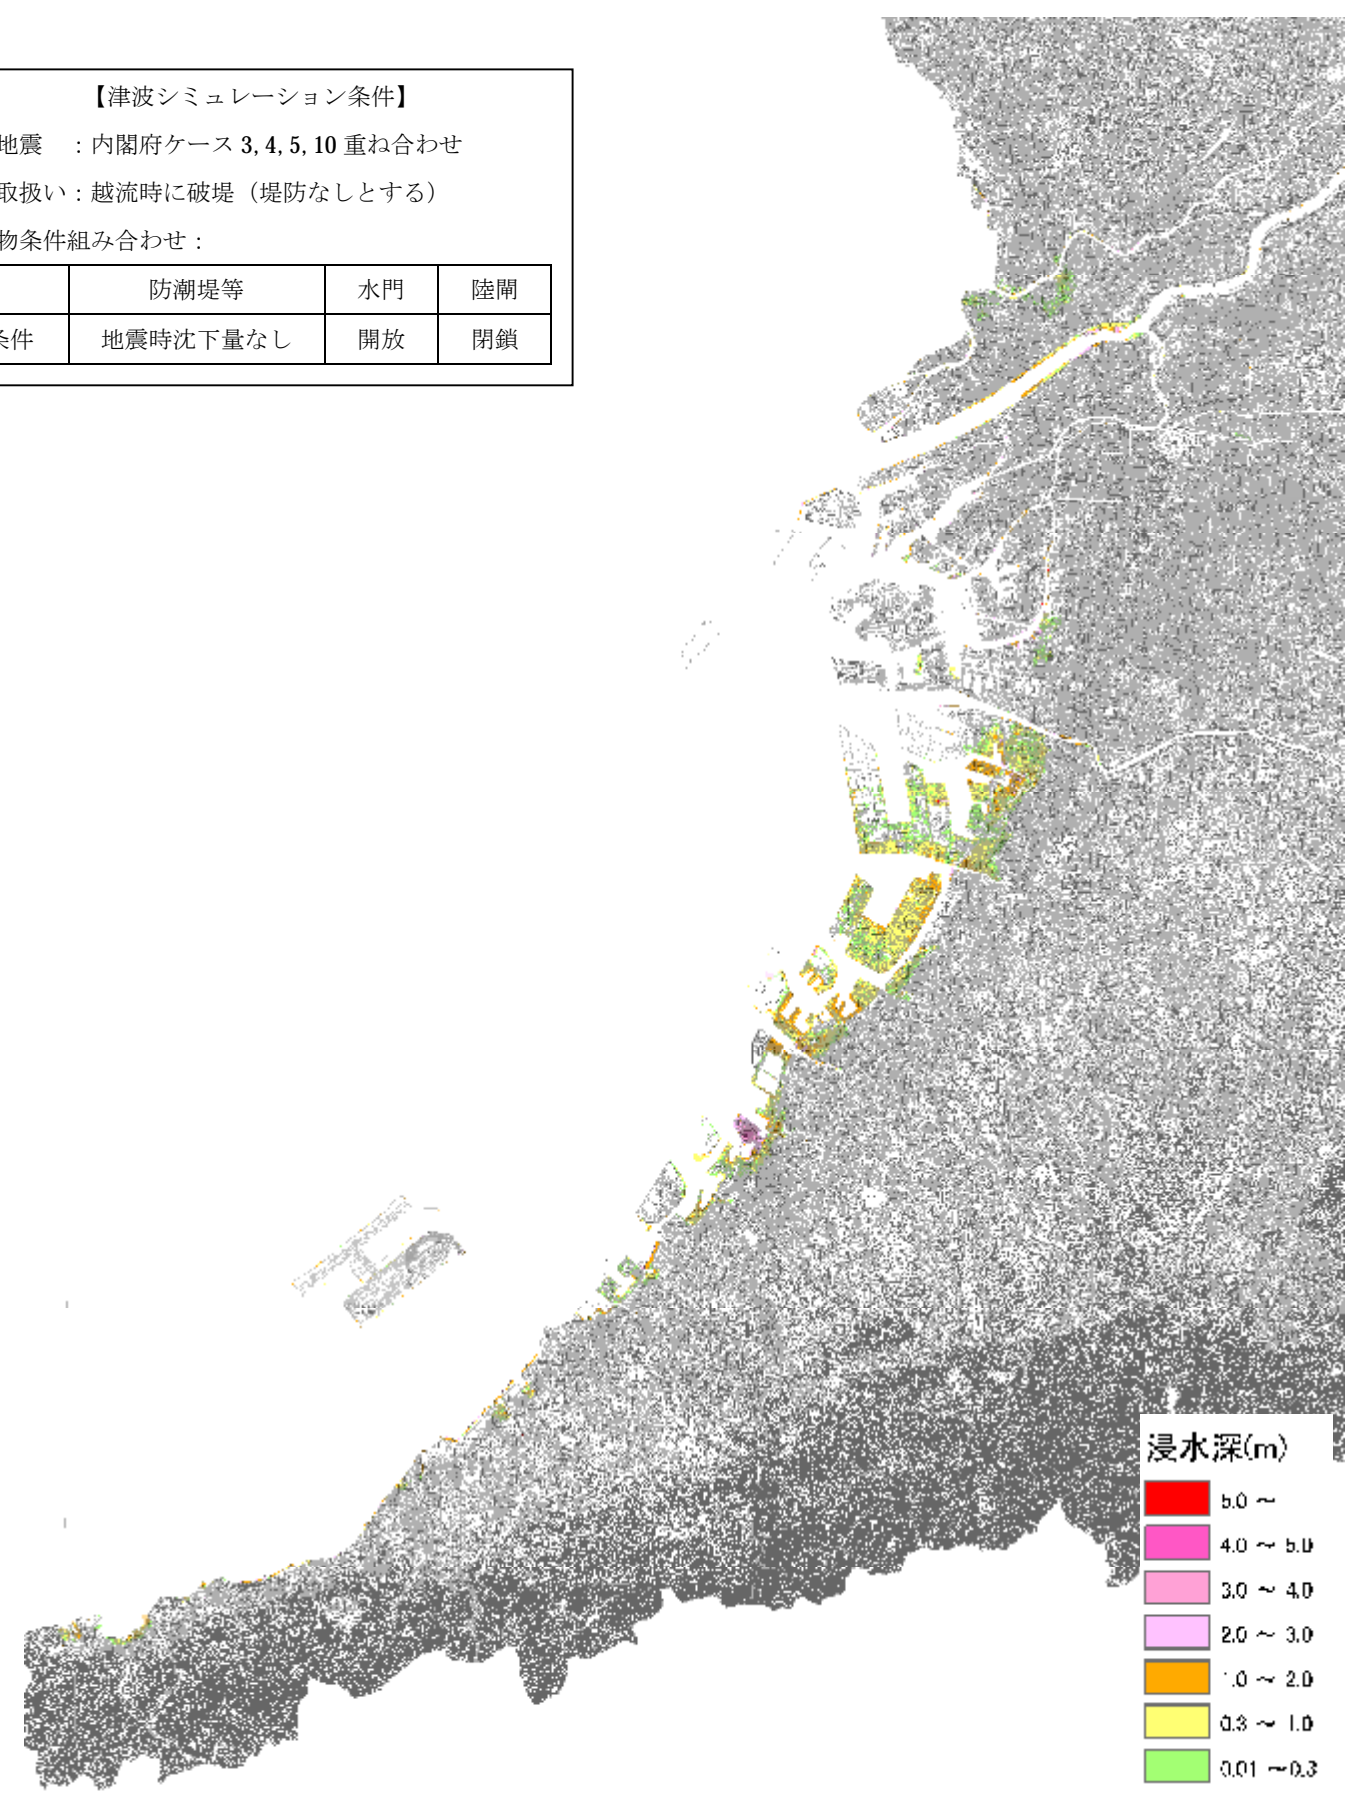 【津波シミュレーション条件】
地震 ：内閣府ケース 3, 4, 5, 10 重ね合わせ
取扱い：越流時に破堤（堤防なしとする）
物条件組み合わせ：
防潮堤等 水門 陸閘
条件 地震時沈下量なし 開放 閉鎖
浸水深(m)
5.0 ～
4.0 ～ 5.0
3.0 ～ 4.0
2.0 ～ 3.0
1.0 ～ 2.0
0.3 ～ 1.0
0.01 ～0.3